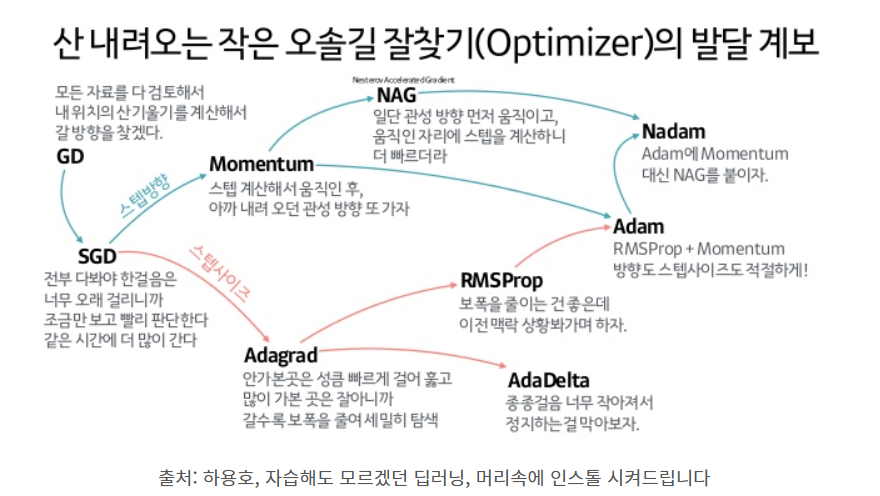 산 내려오는 작은 오솔길 잘찾기(Optimizer)의 발달 계보
모든 자료를 다 검토해서
내 위치의 산기울기를 계산해서
갈 방향을 찾겠다.
GD
스텝방향
SGD
전부 다봐야 한걸음은
너무 오래 걸리니까
조금만 보고 빨리 판단한다
같은 시간에 더 많이 간다
스텝사이즈
Momentum
스텝 계산해서 움직인 후,
아까 내려 오던 관성 방향 또 가자
Nesterov Accelerated Gradient
NAG
일단 관성 방향 먼저 움직이고,
움직인 자리에 스텝을 계산하니
더 빠르더라
Nadam
Adam에 Momentum
대신 NAG를 붙이자.
Adam
RMSProp + Momentum
방향도 스텝사이즈도 적절하게!
RMSProp
보폭을 줄이는 건 좋은데
이전 맥락 상황봐가며 하자.
Adagrad
안가본곳은 성큼 빠르게 걸어 훓고
많이 가본 곳은 잘아니까
갈수록 보폭을 줄여 세밀히 탐색
AdaDelta
종종걸음 너무 작아져서
정지하는걸 막아보자.
출처: 하용호, 자습해도 모르겠던 딥러닝, 머리속에 인스톨 시켜드립니다